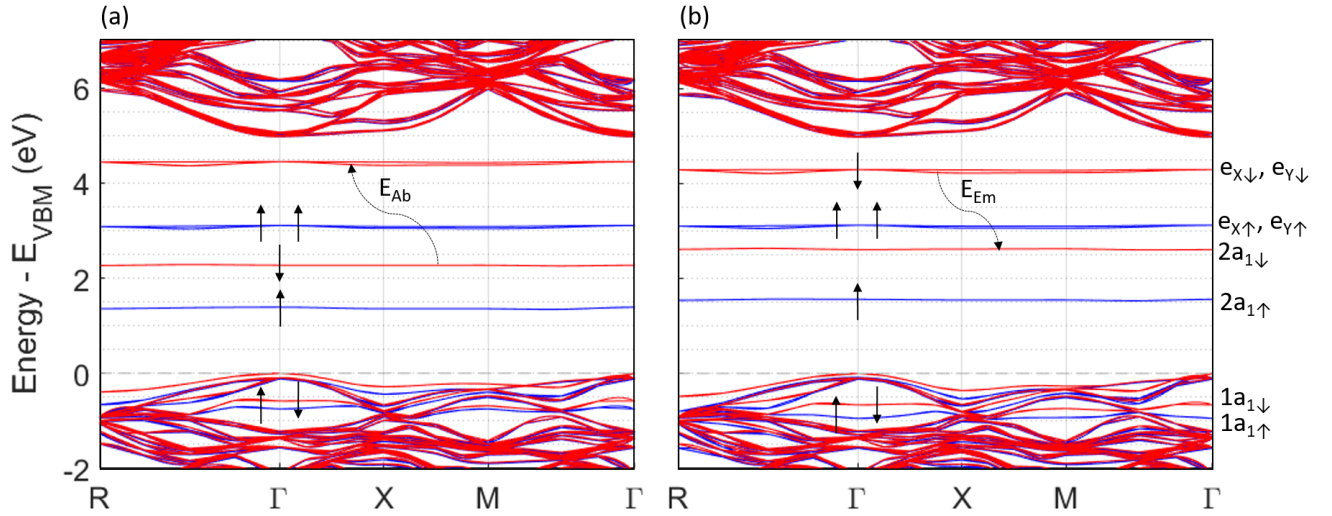 (a)
(b)
Energy - E_VBM (eV)
6
4
2
0
-2
E_Ab
R
Γ
X
M
Γ
E_Em
e_X↓, e_Y↓
e_X↑, e_Y↑
2a_1↓
2a_1↑
1a_1↓
1a_1↑
R
Γ
X
M
Γ